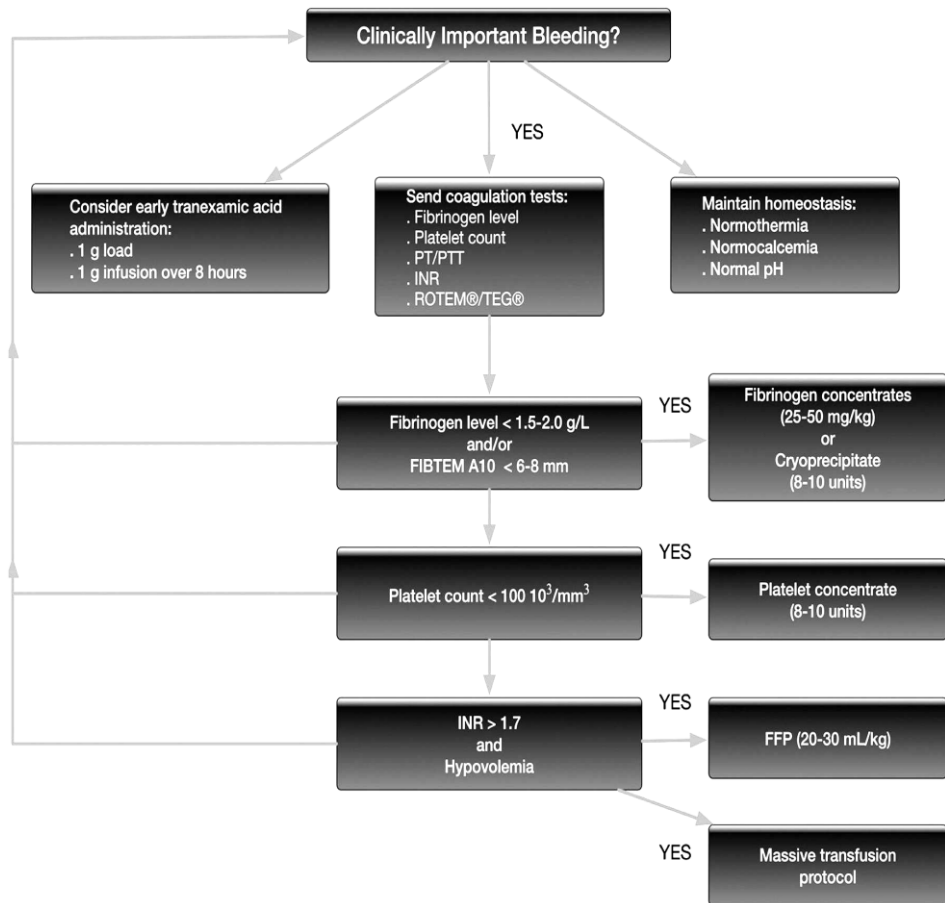 Clinically Important Bleeding?
YES
Consider early tranexamic acid
administration:
. 1 g load
. 1 g infusion over 8 hours
Send coagulation tests:
. Fibrinogen level
. Platelet count
. PT/PTT
. INR
. ROTEM®/TEG®
Maintain homeostasis:
. Normothermia
. Normocalcemia
. Normal pH
Fibrinogen level < 1.5-2.0 g/L
and/or
FIBTEM A10 < 6-8 mm
YES
Fibrinogen concentrates
(25-50 mg/kg)
or
Cryoprecipitate
(8-10 units)
Platelet count < 100 10³/mm³
YES
Platelet concentrate
(8-10 units)
INR > 1.7
and
Hypovolemia
YES
FFP (20-30 mL/kg)
YES
Massive transfusion
protocol